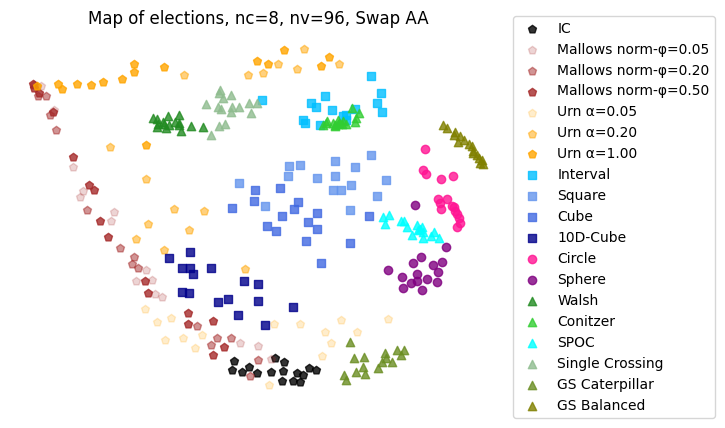 Map of elections, nc=8, nv=96, Swap AA
IC
Mallows norm-φ=0.05
Mallows norm-φ=0.20
Mallows norm-φ=0.50
Urn α=0.05
Urn α=0.20
Urn α=1.00
Interval
Square
Cube
10D-Cube
Circle
Sphere
Walsh
Conitzer
SPOC
Single Crossing
GS Caterpillar
GS Balanced